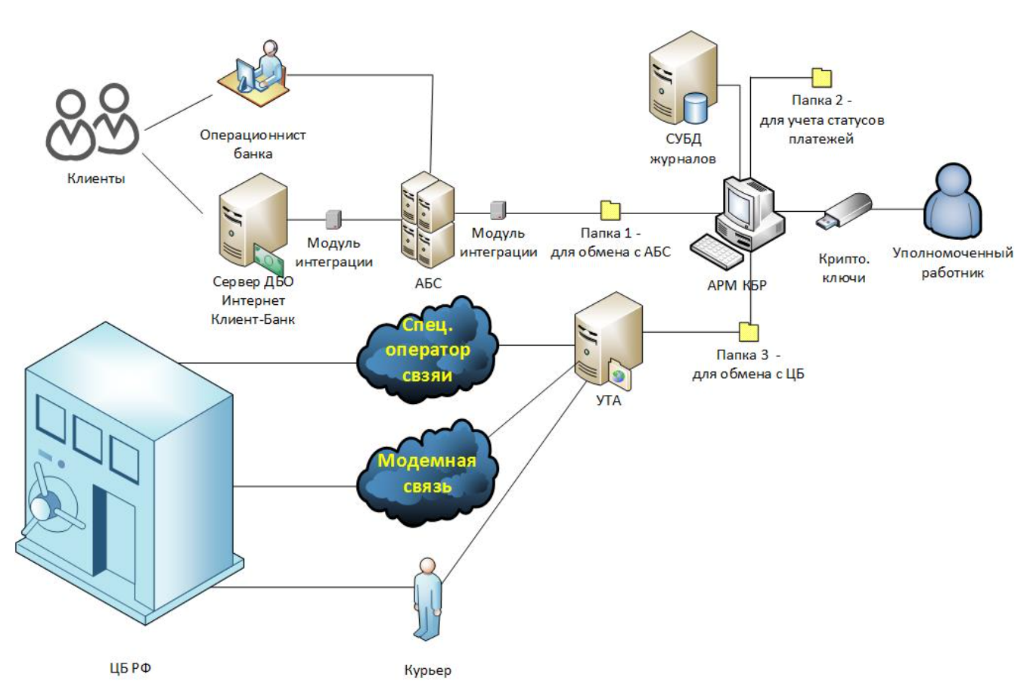 Клиенты
Операционнист
банка
Сервер ДБО
Интернет
Клиент-Банк
Модуль
интеграции
АБС
Модуль
интеграции
Папка 1 -
для обмена с АБС
СУБД
журналов
Папка 2 -
для учета статусов
платежей
АРМ КБР
Крипто.
ключи
Уполномоченный
работник
Папка 3 -
для обмена с ЦБ
УТА
Спец.
оператор
свзяи
Модемная
связь
Курьер
ЦБ РФ